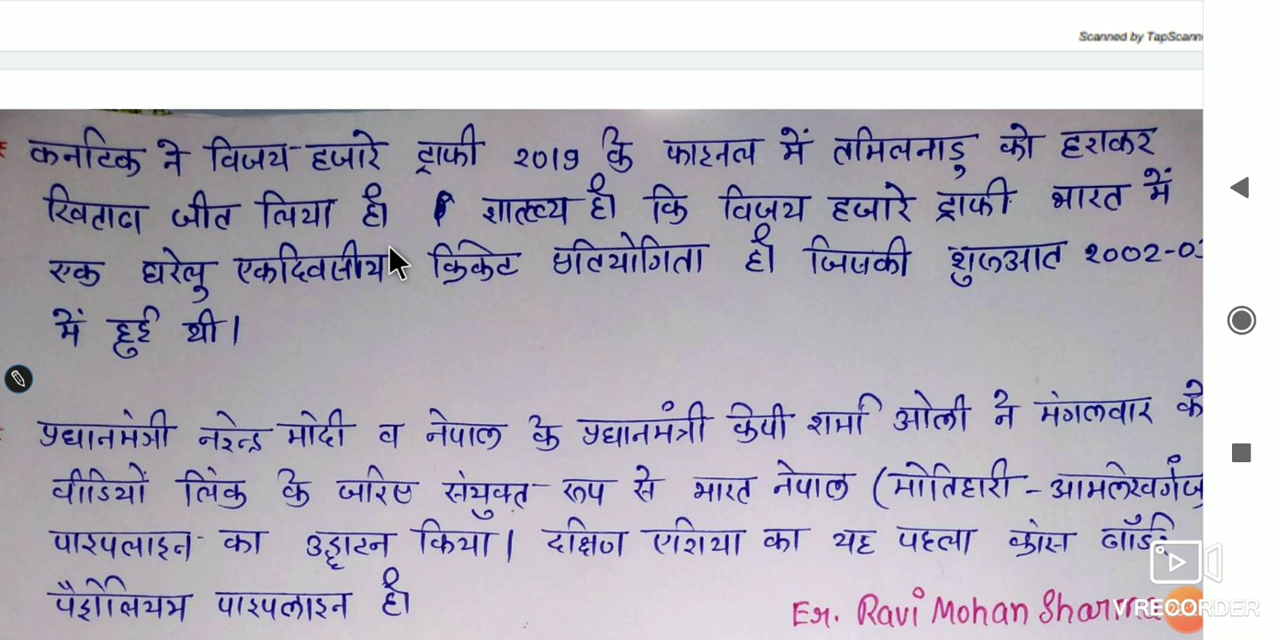 Scanned by TapScann
कर्नाटक ने विजय हजारे ट्राफी 2019 के फाइनल में तमिलनाडु को हराकर
खिताब जीत लिया है। ज्ञातव्य है। कि विजय हजारे ट्राफी भारत में
एक घरेलु एकदिवसीय क्रिकेट प्रतियोगिता है। जिसकी शुरुआत 2002-03
में हुई थी।
प्रधानमंत्री नरेन्द्र मोदी व नेपाल के प्रधानमंत्री केपी शर्मा ओली ने मंगलवार को
वीडियों लिंक के जरिए संयुक्त रूप से भारत नेपाल (मोतिहारी - आमलेखगंज
पाइपलाइन का उद्घाटन किया। दक्षिण एशिया का यह पहला क्रोस बॉर्डर
पैट्रोलियम पाइपलाइन है।
Er. Ravi Mohan Sharma
V RECORDER